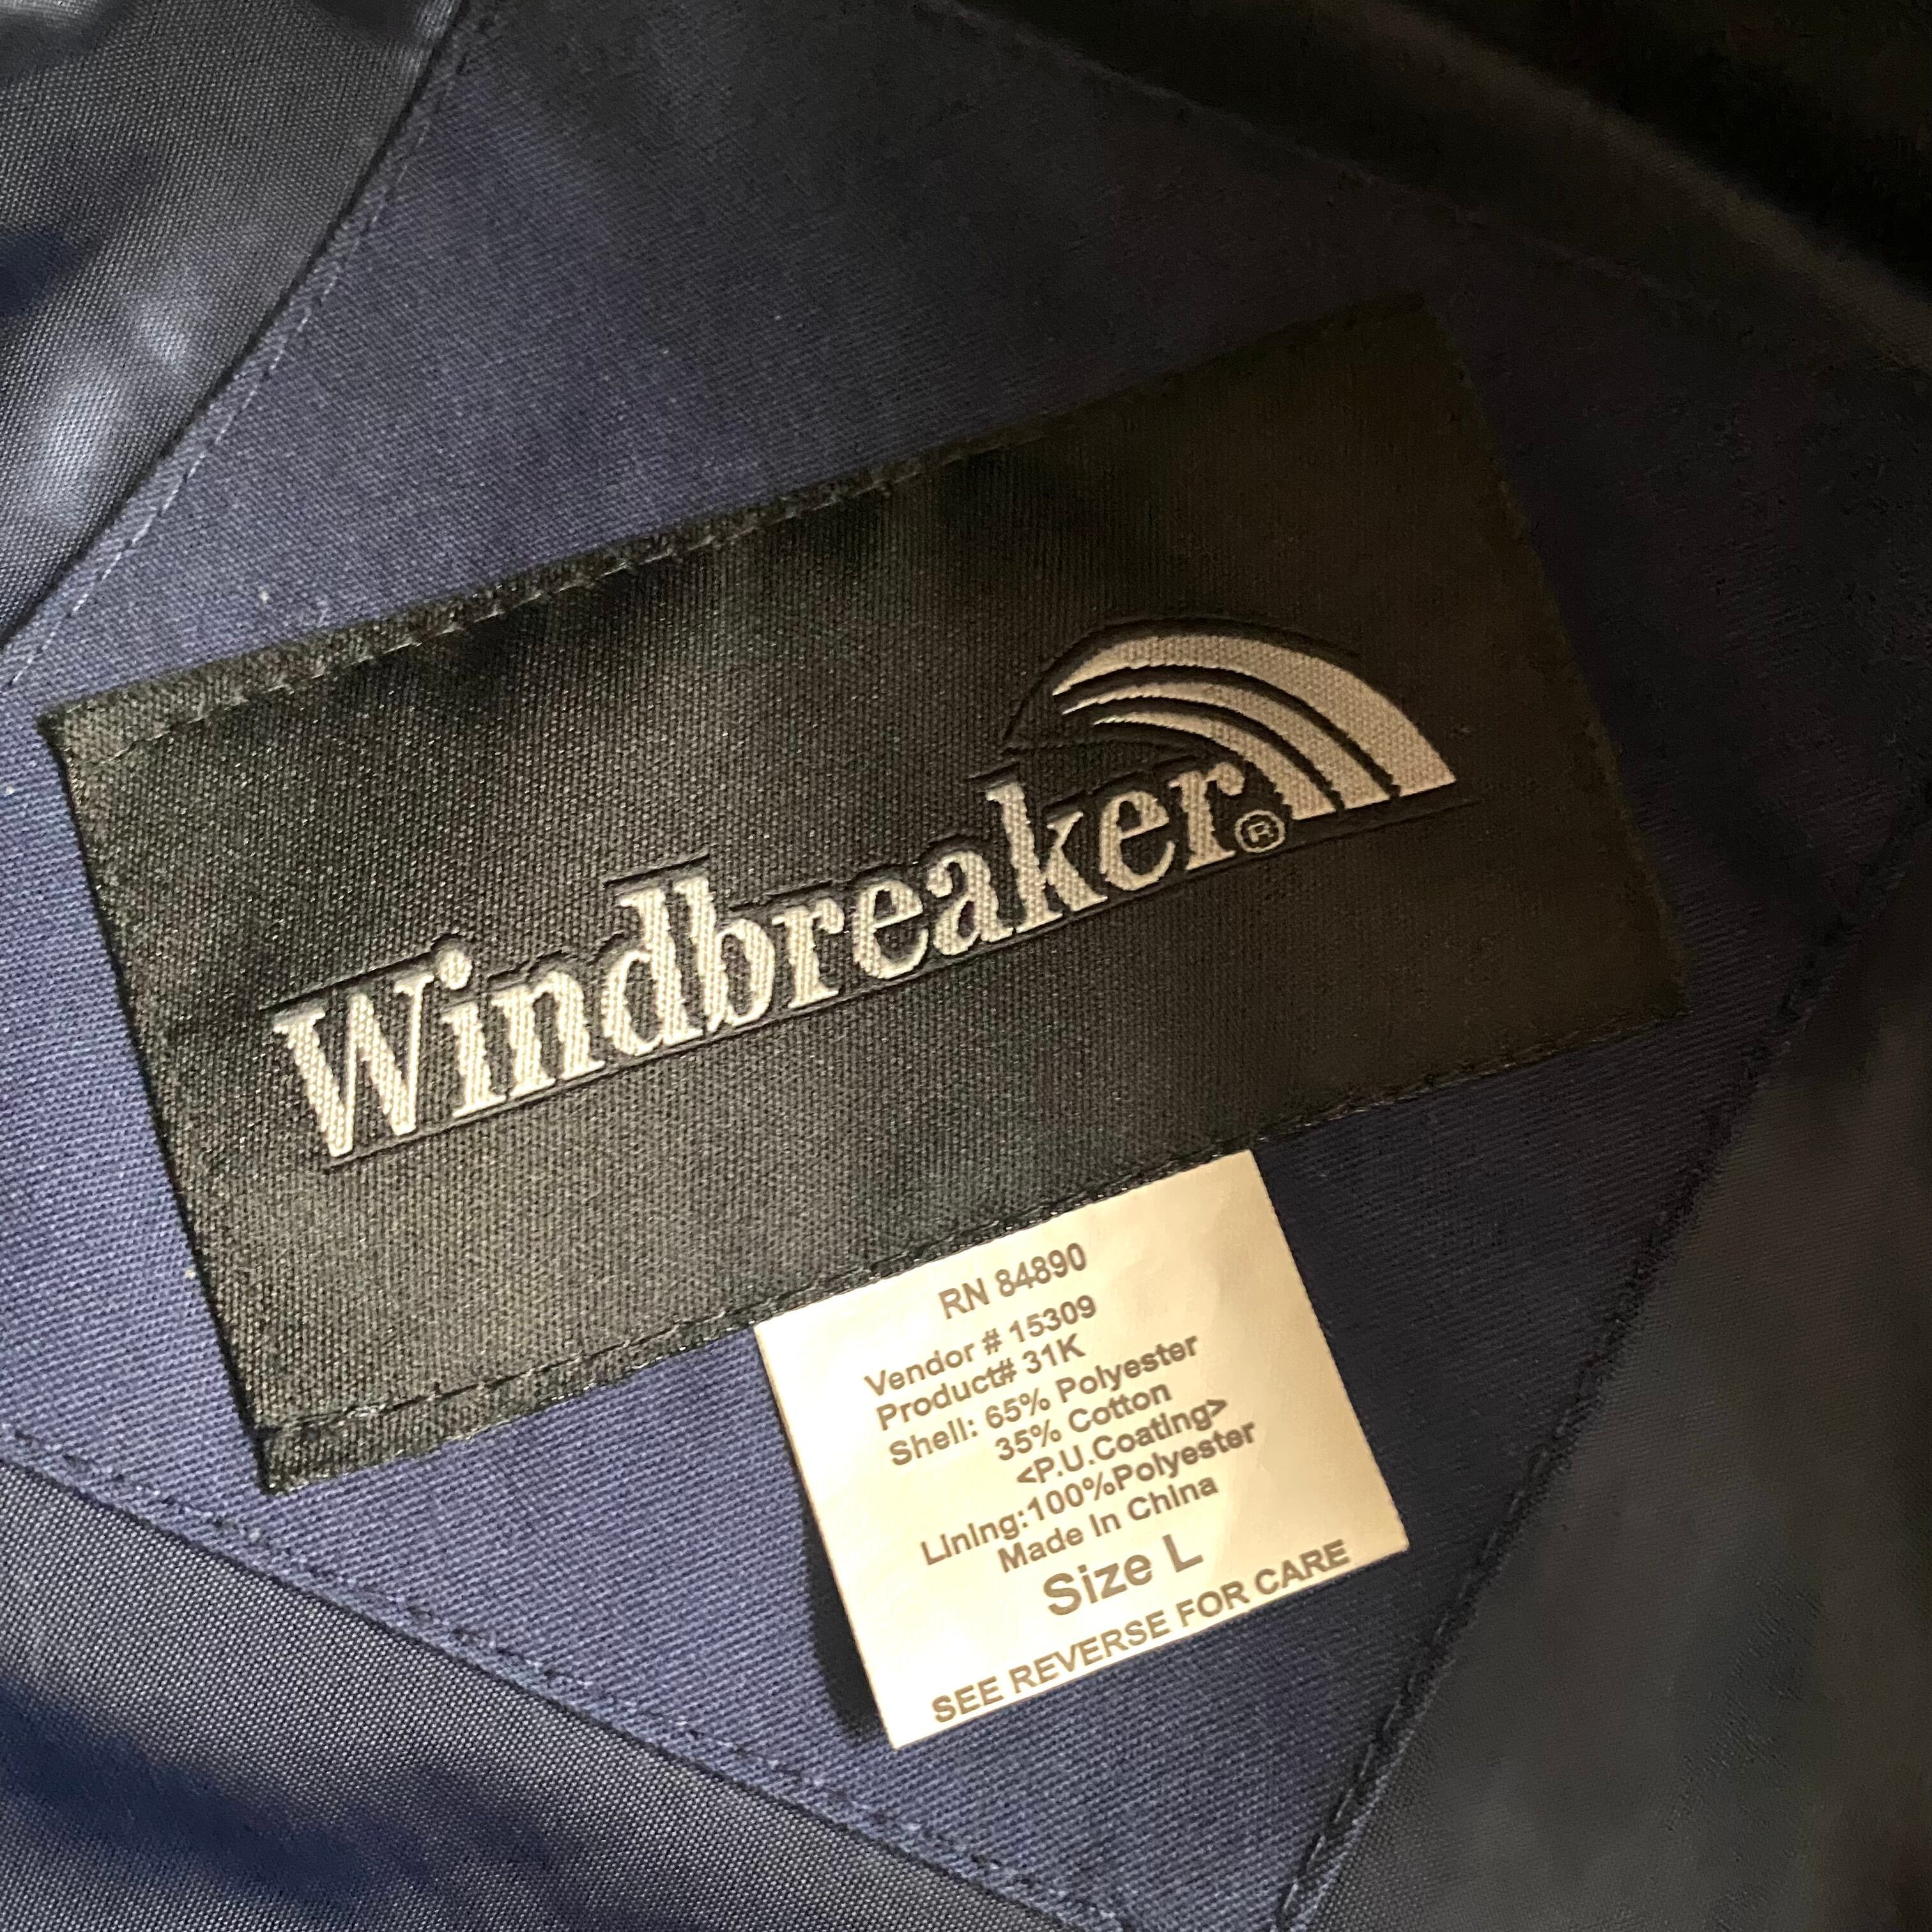 Windbreaker®
RN 84890
Vendor # 15309
Product# 31K
Shell: 65% Polyester
35% Cotton
<P.U.Coating>
Lining:100%Polyester
Made In China
Size L
SEE REVERSE FOR CARE